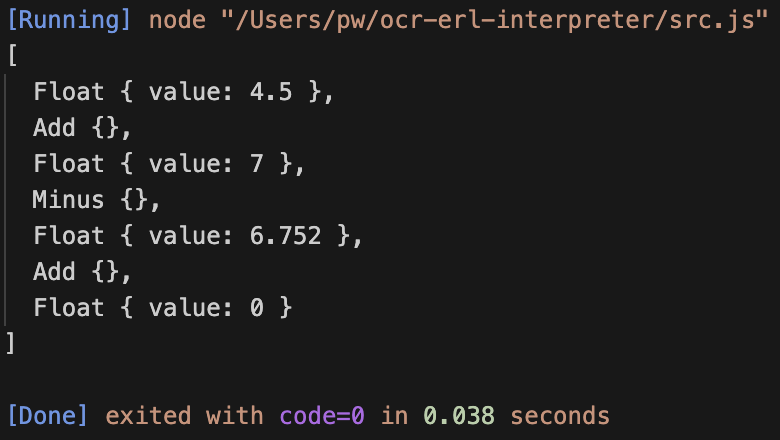 [Running] node "/Users/pw/ocr-erl-interpreter/src.js"
[
  Float { value: 4.5 },
  Add {},
  Float { value: 7 },
  Minus {},
  Float { value: 6.752 },
  Add {},
  Float { value: 0 }
]
[Done] exited with code=0 in 0.038 seconds